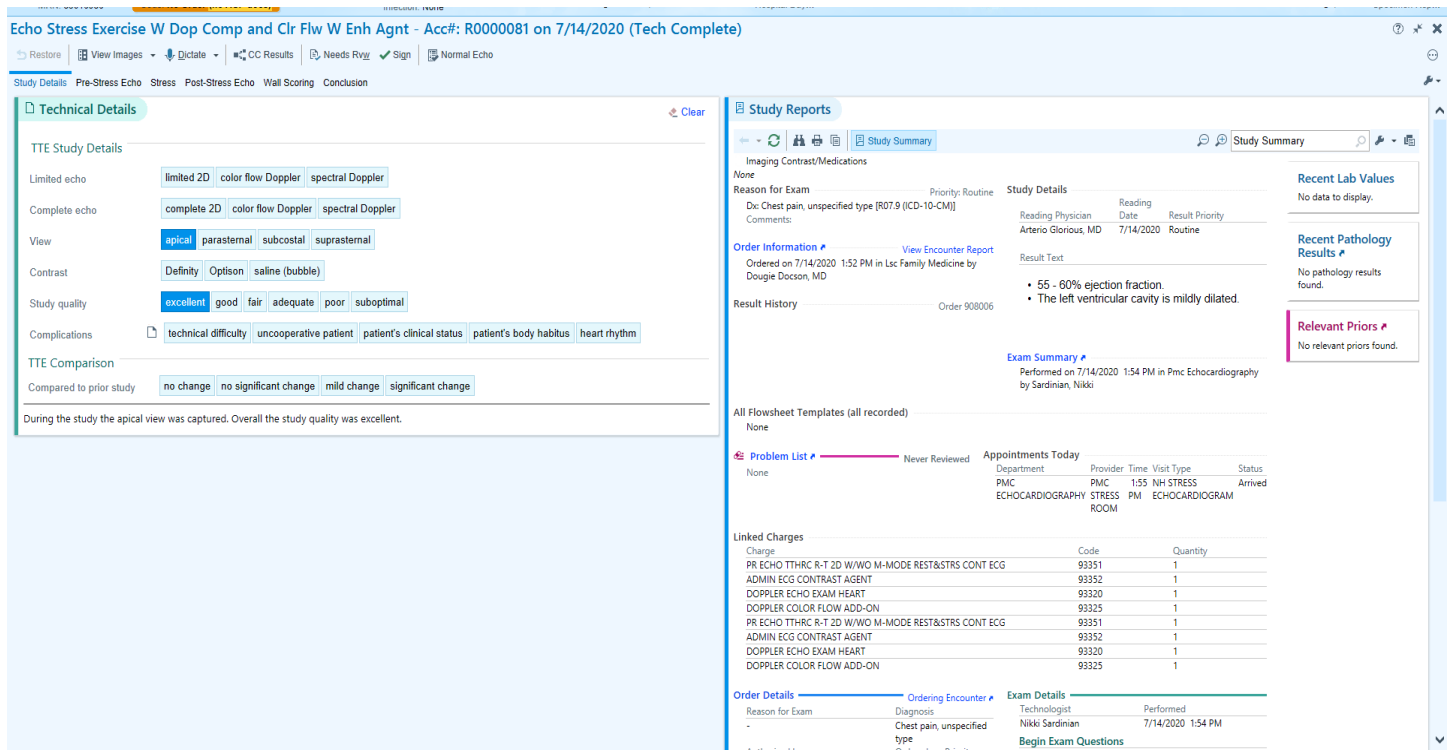 Infection: None
Echo Stress Exercise W Dop Comp and Clr Flw W Enh Agnt - Acc#: R0000081 on 7/14/2020 (Tech Complete)
Restore View Images Dictate CC Results Needs Rvw Sign Normal Echo
Study Details Pre-Stress Echo Stress Post-Stress Echo Wall Scoring Conclusion
Technical Details
Clear
TTE Study Details
Limited echo limited 2D color flow Doppler spectral Doppler
Complete echo complete 2D color flow Doppler spectral Doppler
View apical parasternal subcostal suprasternal
Contrast Definity Optison saline (bubble)
Study quality excellent good fair adequate poor suboptimal
Complications technical difficulty uncooperative patient patient's clinical status patient's body habitus heart rhythm
TTE Comparison
Compared to prior study no change no significant change mild change significant change
During the study the apical view was captured. Overall the study quality was excellent.
Study Reports
Study Summary Study Summary
Imaging Contrast/Medications
None
Reason for Exam Priority: Routine
Dx: Chest pain, unspecified type [R07.9 (ICD-10-CM)]
Comments:
Order Information View Encounter Report
Ordered on 7/14/2020 1:52 PM in Lsc Family Medicine by
Dougie Docson, MD
Result History Order 908006
Study Details
Reading Physician Reading Date Result Priority
Arterio Glorious, MD 7/14/2020 Routine
Result Text
• 55 - 60% ejection fraction.
• The left ventricular cavity is mildly dilated.
Exam Summary
Performed on 7/14/2020 1:54 PM in Pmc Echocardiography
by Sardinian, Nikki
Recent Lab Values
No data to display.
Recent Pathology
Results
No pathology results
found.
Relevant Priors
No relevant priors found.
All Flowsheet Templates (all recorded)
None
Problem List Never Reviewed
None
Appointments Today
Department Provider Time Visit Type Status
PMC PMC 1:55 NH STRESS Arrived
ECHOCARDIOGRAPHY STRESS PM ECHOCARDIOGRAM
ROOM
Linked Charges
Charge Code Quantity
PR ECHO TTHRC R-T 2D W/WO M-MODE REST&STRS CONT ECG 93351 1
ADMIN ECG CONTRAST AGENT 93352 1
DOPPLER ECHO EXAM HEART 93320 1
DOPPLER COLOR FLOW ADD-ON 93325 1
PR ECHO TTHRC R-T 2D W/WO M-MODE REST&STRS CONT ECG 93351 1
ADMIN ECG CONTRAST AGENT 93352 1
DOPPLER ECHO EXAM HEART 93320 1
DOPPLER COLOR FLOW ADD-ON 93325 1
Order Details Ordering Encounter
Reason for Exam Diagnosis
- Chest pain, unspecified
type
Exam Details
Technologist Performed
Nikki Sardinian 7/14/2020 1:54 PM
Begin Exam Questions